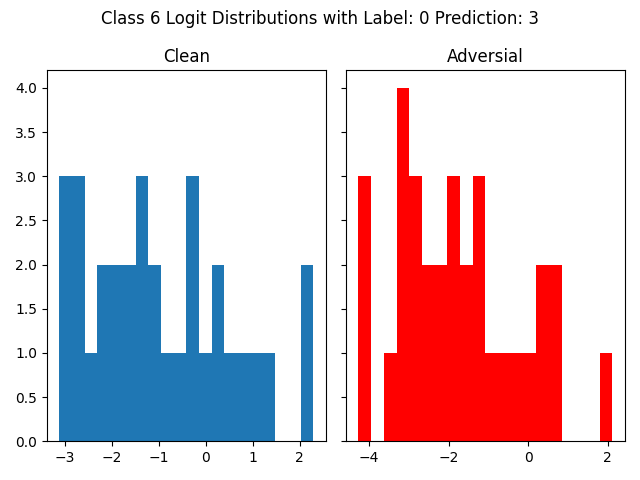 Class 6 Logit Distributions with Label: 0 Prediction: 3
Clean
Adversial
4.0
3.5
3.0
2.5
2.0
1.5
1.0
0.5
0.0
−3 −2 −1 0 1 2
−4 −2 0 2